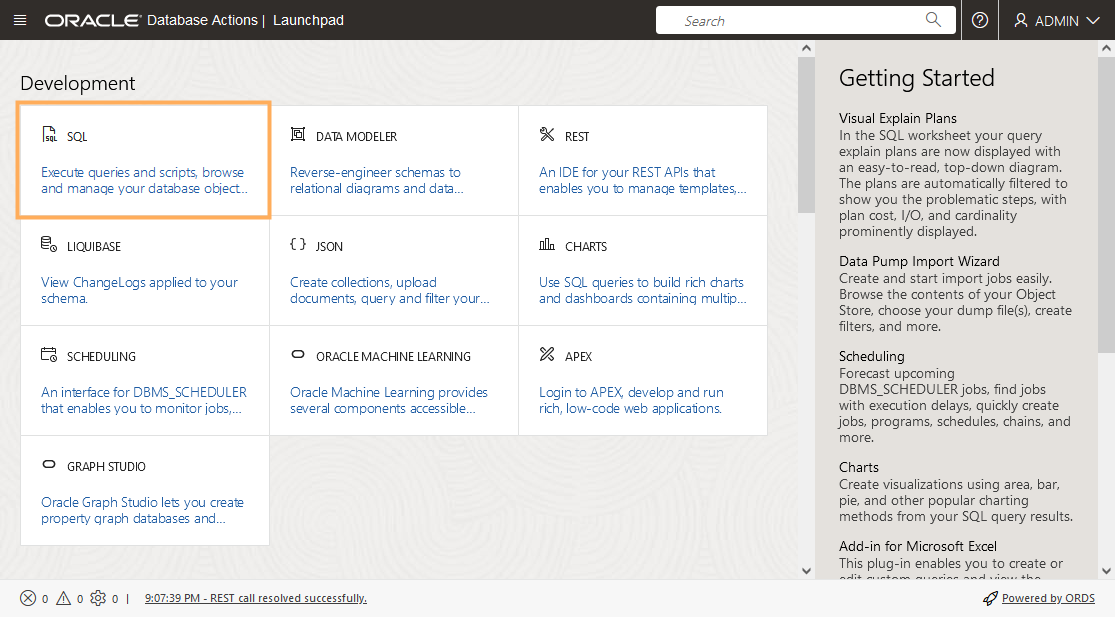 ORACLE Database Actions | Launchpad
Search
ADMIN
Development
SQL
Execute queries and scripts, browse
and manage your database object...
DATA MODELER
Reverse-engineer schemas to
relational diagrams and data...
REST
An IDE for your REST APIs that
enables you to manage templates,...
LIQUIBASE
View ChangeLogs applied to your
schema.
{} JSON
Create collections, upload
documents, query and filter your...
CHARTS
Use SQL queries to build rich charts
and dashboards containing multip...
SCHEDULING
An interface for DBMS_SCHEDULER
that enables you to monitor jobs,...
ORACLE MACHINE LEARNING
Oracle Machine Learning provides
several components accessible...
APEX
Login to APEX, develop and run
rich, low-code web applications.
GRAPH STUDIO
Oracle Graph Studio lets you create
property graph databases and...
Getting Started
Visual Explain Plans
In the SQL worksheet your query
explain plans are now displayed with
an easy-to-read, top-down diagram.
The plans are automatically filtered to
show you the problematic steps, with
plan cost, I/O, and cardinality
prominently displayed.
Data Pump Import Wizard
Create and start import jobs easily.
Browse the contents of your Object
Store, choose your dump file(s), create
filters, and more.
Scheduling
Forecast upcoming
DBMS_SCHEDULER jobs, find jobs
with execution delays, quickly create
jobs, programs, schedules, chains, and
more.
Charts
Create visualizations using area, bar,
pie, and other popular charting
methods from your SQL query results.
Add-in for Microsoft Excel
This plug-in enables you to create or
edit custom queries and view the
0 0 0 | 9:07:39 PM - REST call resolved successfully.
Powered by ORDS